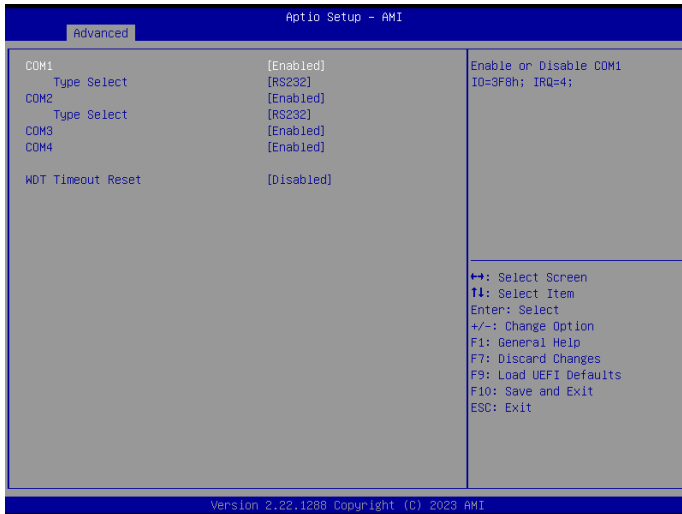 Aptio Setup - AMI
Advanced
COM1 [Enabled]
Type Select [RS232]
COM2 [Enabled]
Type Select [RS232]
COM3 [Enabled]
COM4 [Enabled]
WDT Timeout Reset [Disabled]
Enable or Disable COM1
IO=3F8h; IRQ=4;
↔: Select Screen
↑↓: Select Item
Enter: Select
+/-: Change Option
F1: General Help
F7: Discard Changes
F9: Load UEFI Defaults
F10: Save and Exit
ESC: Exit
Version 2.22.1288 Copyright (C) 2023 AMI